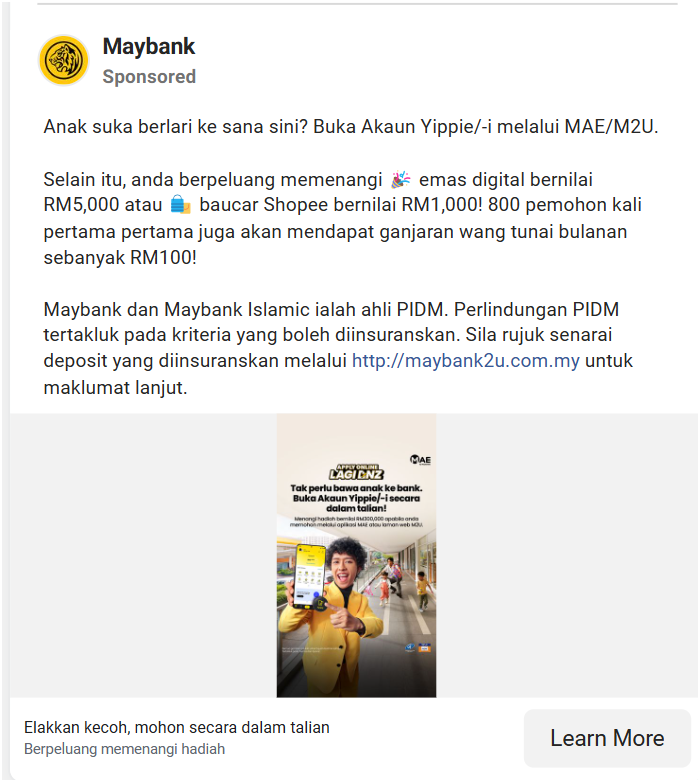 Maybank
Sponsored
Anak suka berlari ke sana sini? Buka Akaun Yippie/-i melalui MAE/M2U.
Selain itu, anda berpeluang memenangi 🎉 emas digital bernilai
RM5,000 atau 🛍️ baucar Shopee bernilai RM1,000! 800 pemohon kali
pertama pertama juga akan mendapat ganjaran wang tunai bulanan
sebanyak RM100!
Maybank dan Maybank Islamic ialah ahli PIDM. Perlindungan PIDM
tertakluk pada kriteria yang boleh diinsuranskan. Sila rujuk senarai
deposit yang diinsuranskan melalui http://maybank2u.com.my untuk
maklumat lanjut.
MAE
APPLY ONLINE
LAGI BNZ
Tak perlu bawa anak ke bank.
Buka Akaun Yippie/-i secara
dalam talian!
Menangi hadiah bernilai RM300,000 apabila anda
memohon melalui aplikasi MAE atau laman web M2U.
Elakkan kecoh, mohon secara dalam talian
Berpeluang memenangi hadiah
Learn More